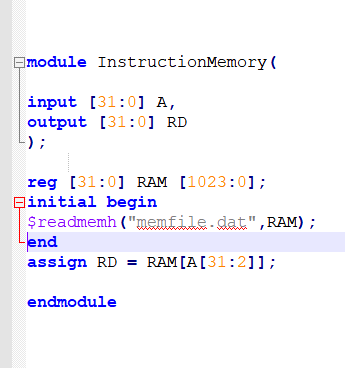 module InstructionMemory(
input [31:0] A,
output [31:0] RD
);
reg [31:0] RAM [1023:0];
initial begin
$readmemh("memfile.dat",RAM);
end
assign RD = RAM[A[31:2]];
endmodule